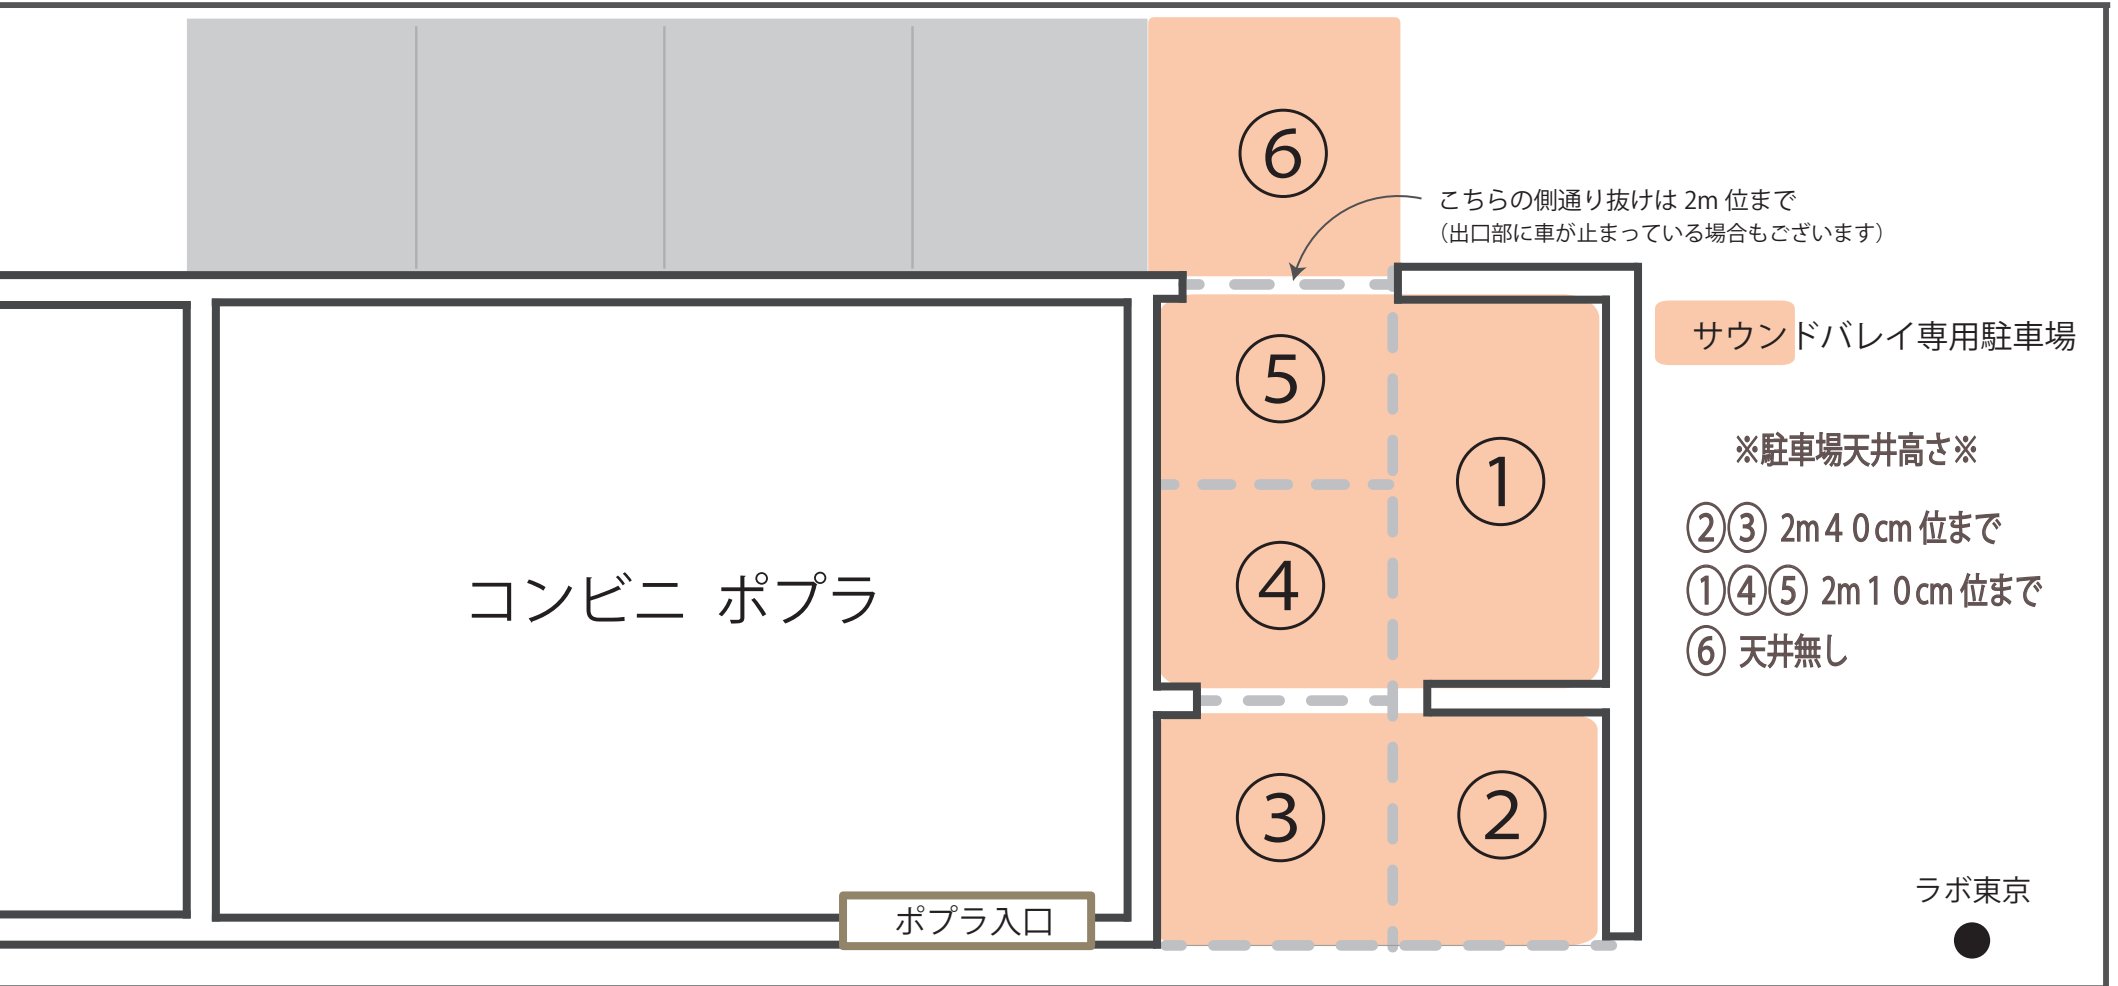 ⑥
こちらの側通り抜けは 2m 位まで
（出口部に車が止まっている場合もございます）
サウンドバレイ専用駐車場
⑤
①
※駐車場天井高さ※
②③ 2m４０cm 位まで
①④⑤ 2m１０cm 位まで
⑥ 天井無し
コンビニ ポプラ
④
③
②
ラボ東京
ポプラ入口